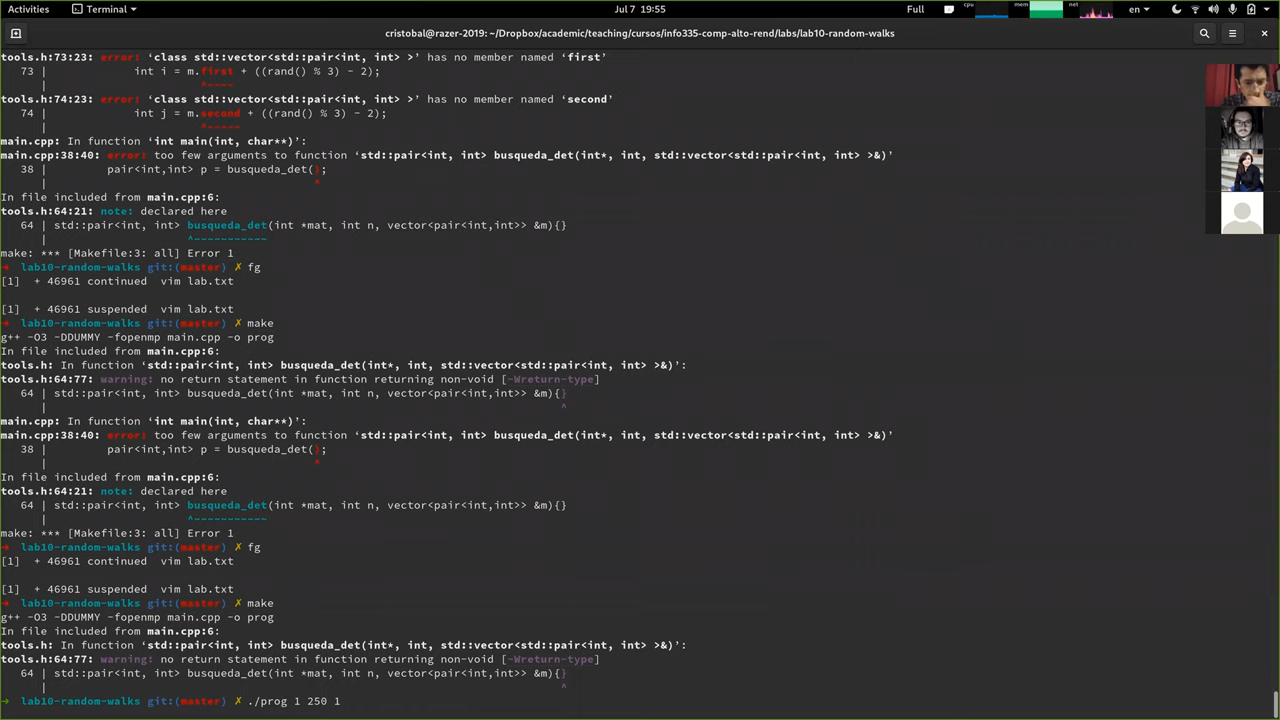 Activities
Terminal
Jul 7 19:55
Full
cpu
mem
net
en
cristobal@razer-2019: ~/Dropbox/academic/teaching/cursos/info335-comp-alto-rend/labs/lab10-random-walks
tools.h:73:23: error: ‘class std::vector<std::pair<int, int> >’ has no member named ‘first’
73 | int i = m.first + ((rand() % 3) - 2);
| ^~~~~
tools.h:74:23: error: ‘class std::vector<std::pair<int, int> >’ has no member named ‘second’
74 | int j = m.second + ((rand() % 3) - 2);
| ^~~~~~
main.cpp: In function ‘int main(int, char**)’:
main.cpp:38:40: error: too few arguments to function ‘std::pair<int, int> busqueda_det(int*, int, std::vector<std::pair<int, int> >&)’
38 | pair<int,int> p = busqueda_det();
| ^
In file included from main.cpp:6:
tools.h:64:21: note: declared here
64 | std::pair<int, int> busqueda_det(int *mat, int n, vector<pair<int,int>> &m){}
| ^~~~~~~~~~~~
make: *** [Makefile:3: all] Error 1
➜ lab10-random-walks git:(master) ✗ fg
[1] + 46961 continued vim lab.txt
[1] + 46961 suspended vim lab.txt
➜ lab10-random-walks git:(master) ✗ make
g++ -O3 -DDUMMY -fopenmp main.cpp -o prog
In file included from main.cpp:6:
tools.h: In function ‘std::pair<int, int> busqueda_det(int*, int, std::vector<std::pair<int, int> >&)’:
tools.h:64:77: warning: no return statement in function returning non-void [-Wreturn-type]
64 | std::pair<int, int> busqueda_det(int *mat, int n, vector<pair<int,int>> &m){}
| ^
main.cpp: In function ‘int main(int, char**)’:
main.cpp:38:40: error: too few arguments to function ‘std::pair<int, int> busqueda_det(int*, int, std::vector<std::pair<int, int> >&)’
38 | pair<int,int> p = busqueda_det();
| ^
In file included from main.cpp:6:
tools.h:64:21: note: declared here
64 | std::pair<int, int> busqueda_det(int *mat, int n, vector<pair<int,int>> &m){}
| ^~~~~~~~~~~~
make: *** [Makefile:3: all] Error 1
➜ lab10-random-walks git:(master) ✗ fg
[1] + 46961 continued vim lab.txt
[1] + 46961 suspended vim lab.txt
➜ lab10-random-walks git:(master) ✗ make
g++ -O3 -DDUMMY -fopenmp main.cpp -o prog
In file included from main.cpp:6:
tools.h: In function ‘std::pair<int, int> busqueda_det(int*, int, std::vector<std::pair<int, int> >&)’:
tools.h:64:77: warning: no return statement in function returning non-void [-Wreturn-type]
64 | std::pair<int, int> busqueda_det(int *mat, int n, vector<pair<int,int>> &m){}
| ^
➜ lab10-random-walks git:(master) ✗ ./prog 1 250 1